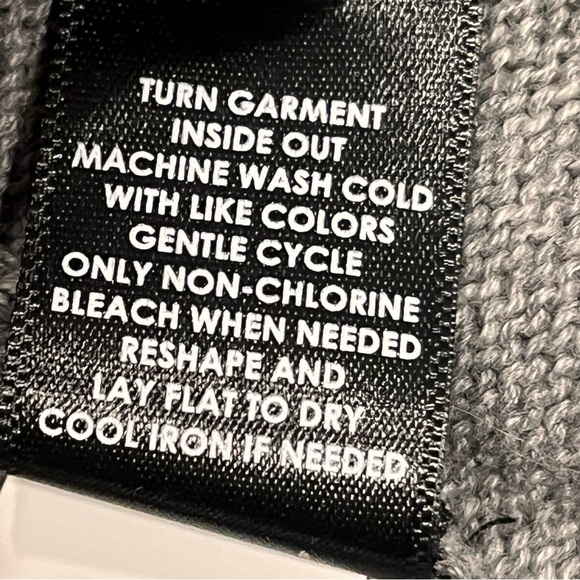 TURN GARMENT
INSIDE OUT
MACHINE WASH COLD
WITH LIKE COLORS
GENTLE CYCLE
ONLY NON-CHLORINE
BLEACH WHEN NEEDED
RESHAPE AND
LAY FLAT TO DRY
COOL IRON IF NEEDED